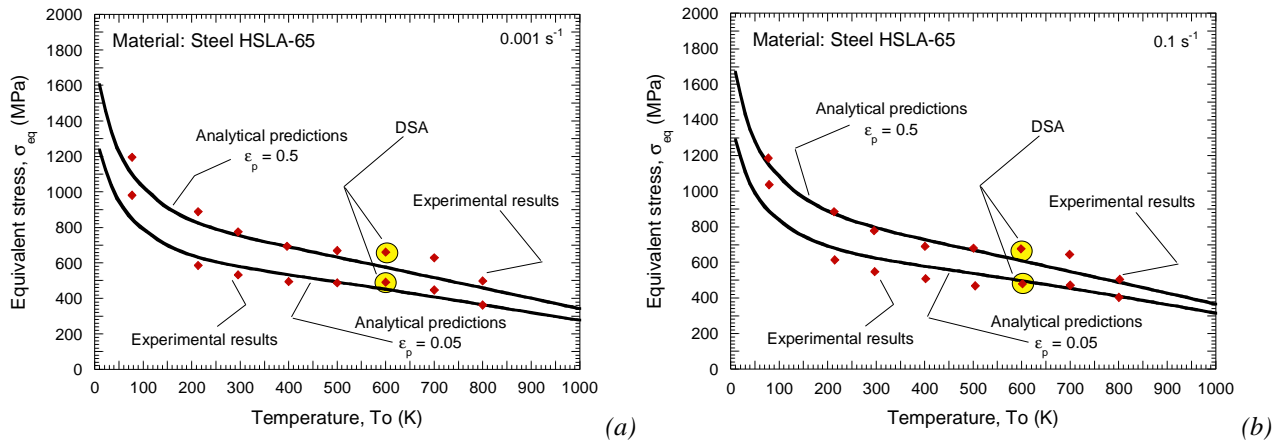 Material: Steel HSLA-65
0.001 s-1
Analytical predictions
εp = 0.5
DSA
Experimental results
Experimental results
Analytical predictions
εp = 0.05
Equivalent stress, σeq (MPa)
2000
1800
1600
1400
1200
1000
800
600
400
200
0
0 100 200 300 400 500 600 700 800 900 1000
Temperature, To (K)
(a)
Material: Steel HSLA-65
0.1 s-1
Analytical predictions
εp = 0.5
DSA
Experimental results
Experimental results
Analytical predictions
εp = 0.05
Equivalent stress, σeq (MPa)
2000
1800
1600
1400
1200
1000
800
600
400
200
0
0 100 200 300 400 500 600 700 800 900 1000
Temperature, To (K)
(b)